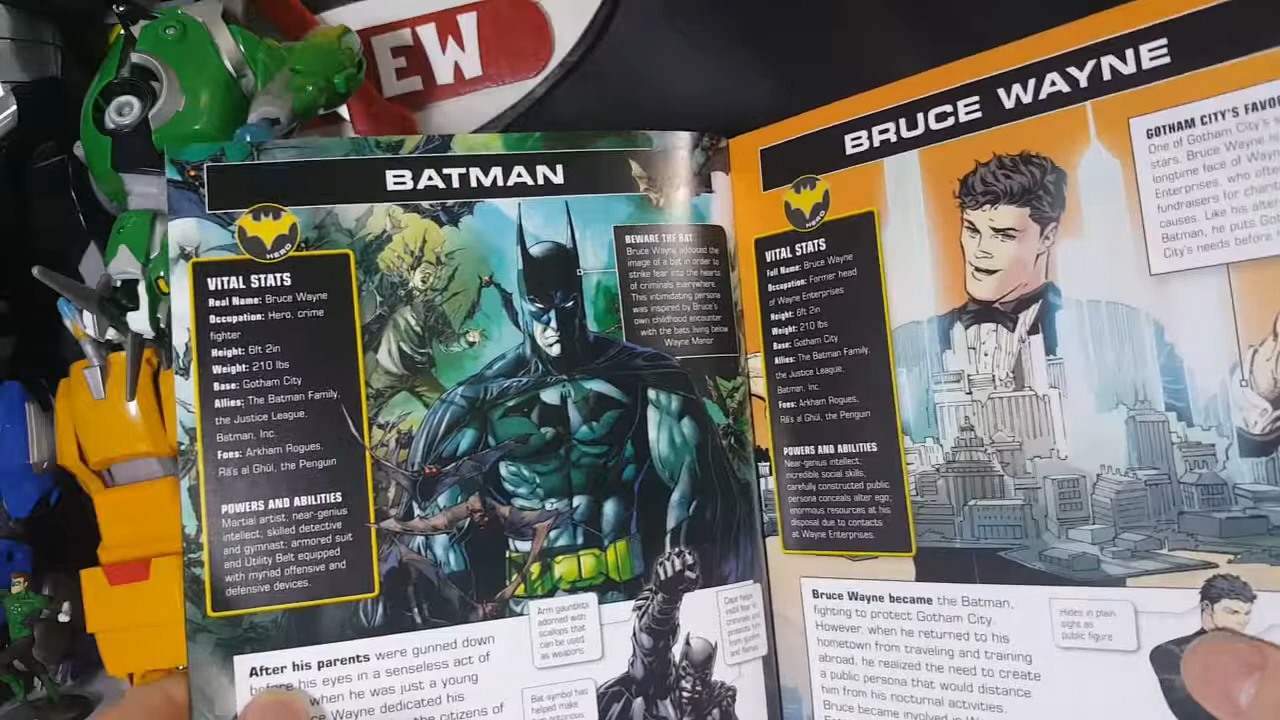 EW
BATMAN
HERO
VITAL STATS
Real Name: Bruce Wayne
Occupation: Hero, crime
fighter
Height: 6ft 2in
Weight: 210 lbs
Base: Gotham City
Allies: The Batman Family,
the Justice League,
Batman, Inc.
Foes: Arkham Rogues,
Rā's al Ghūl, the Penguin
POWERS AND ABILITIES
Martial artist; near-genius
intellect; skilled detective
and gymnast; armored suit
and Utility Belt equipped
with myriad offensive and
defensive devices.
BEWARE THE BAT
Bruce Wayne adopted the
image of a bat in order to
strike fear into the hearts
of criminals everywhere.
This intimidating persona
was inspired by Bruce's
own childhood encounter
with the bats living below
Wayne Manor
Arm gauntlets
adorned with
scallops that
can be used
as weapons
Cape helps
instill fear in
criminals and
protects him
from
and flames
Bat-symbol has
helped make
After his parents were gunned down
before his eyes in a senseless act of
when he was just a young
Wayne dedicated his
the citizens of
BRUCE WAYNE
HERO
VITAL STATS
Full Name: Bruce Wayne
Occupation: Former head
of Wayne Enterprises
Height: 6ft 2in
Weight: 210 lbs
Base: Gotham City
Allies: The Batman Family,
the Justice League,
Batman, Inc.
Foes: Arkham Rogues,
Rā's al Ghūl, the Penguin
POWERS AND ABILITIES
Near-genius intellect;
incredible social skills;
carefully constructed public
persona conceals alter ego;
enormous resources at his
disposal due to contacts
at Wayne Enterprises.
GOTHAM CITY'S FAVO
One of Gotham City's
stars, Bruce Wayne is
longtime face of Wayn
Enterprises, who ofte
fundraisers for chari
causes. Like his alter
Batman, he puts Go
City's needs before
Bruce Wayne became the Batman,
fighting to protect Gotham City.
However, when he returned to his
hometown from traveling and training
abroad, he realized the need to create
a public persona that would distance
him from his nocturnal activities.
Bruce became involved in W
Hides in plain
sight as
public figure